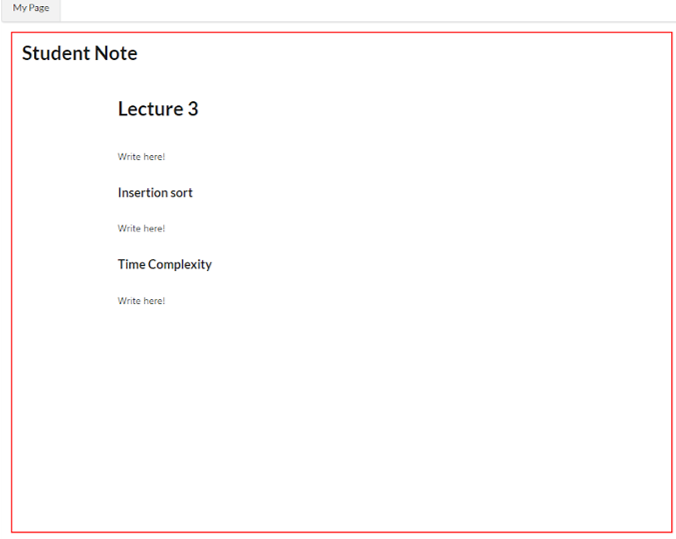 My Page
Student Note
Lecture 3
Write here!
Insertion sort
Write here!
Time Complexity
Write here!